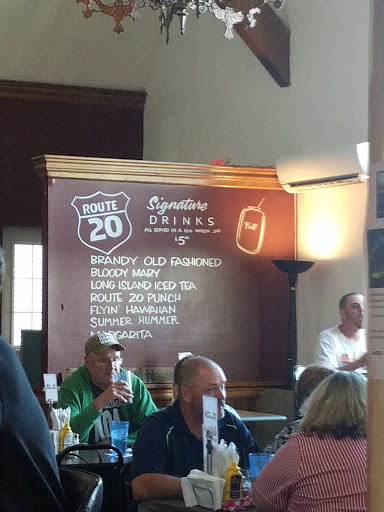 ROUTE
20
Signature
DRINKS
ALL SERVED IN A 16oz MASON JAR
$5
Ball
BRANDY OLD FASHIONED
BLOODY MARY
LONG ISLAND ICED TEA
ROUTE 20 PUNCH
FLYIN' HAWAIIAN
SUMMER HUMMER
MARGARITA